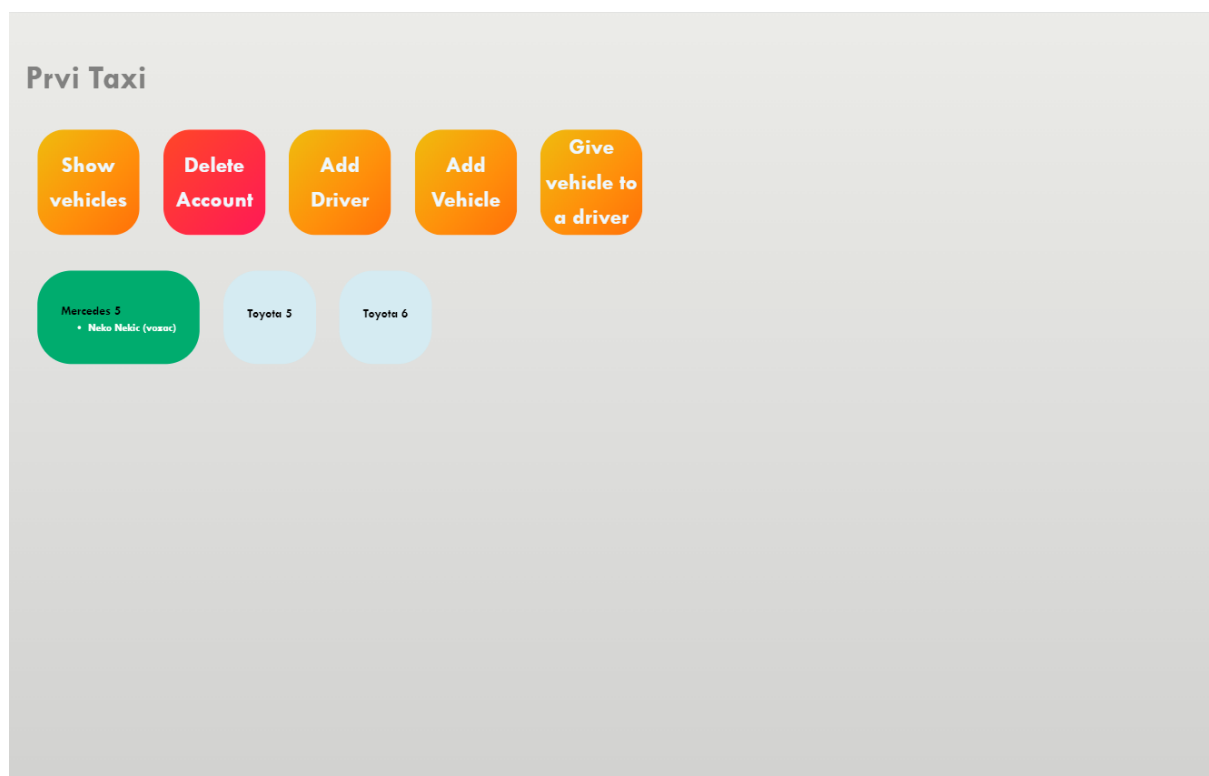 Prvi Taxi
Show
vehicles
Delete
Account
Add
Driver
Add
Vehicle
Give
vehicle to
a driver
Mercedes 5
• Neko Nekic (vozac)
Toyota 5
Toyota 6